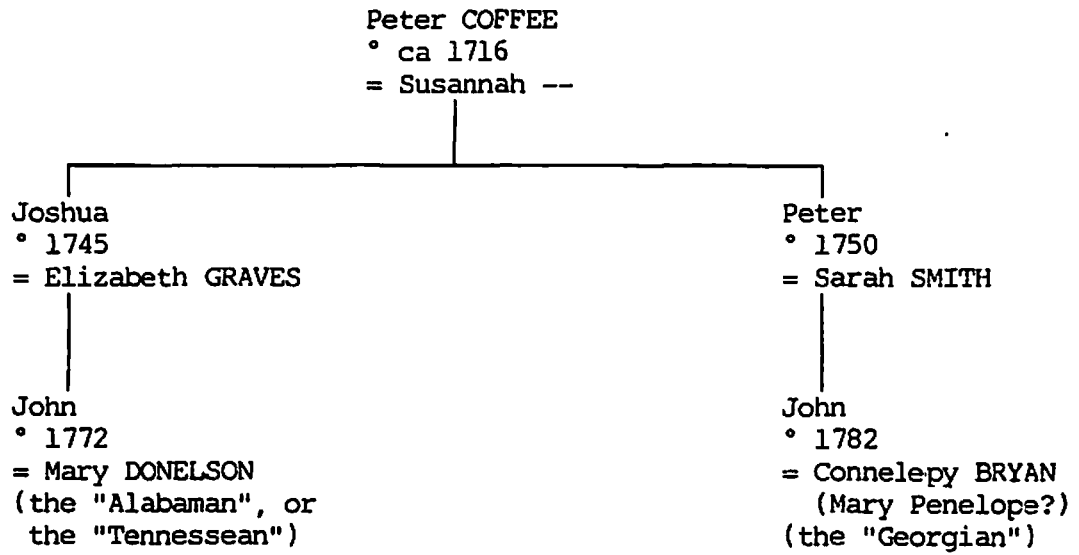 Peter COFFEE
° ca 1716
= Susannah --
Joshua
° 1745
= Elizabeth GRAVES
Peter
° 1750
= Sarah SMITH
John
° 1772
= Mary DONELSON
(the "Alabaman", or
the "Tennessean")
John
° 1782
= Connelepy BRYAN
(Mary Penelope?)
(the "Georgian")